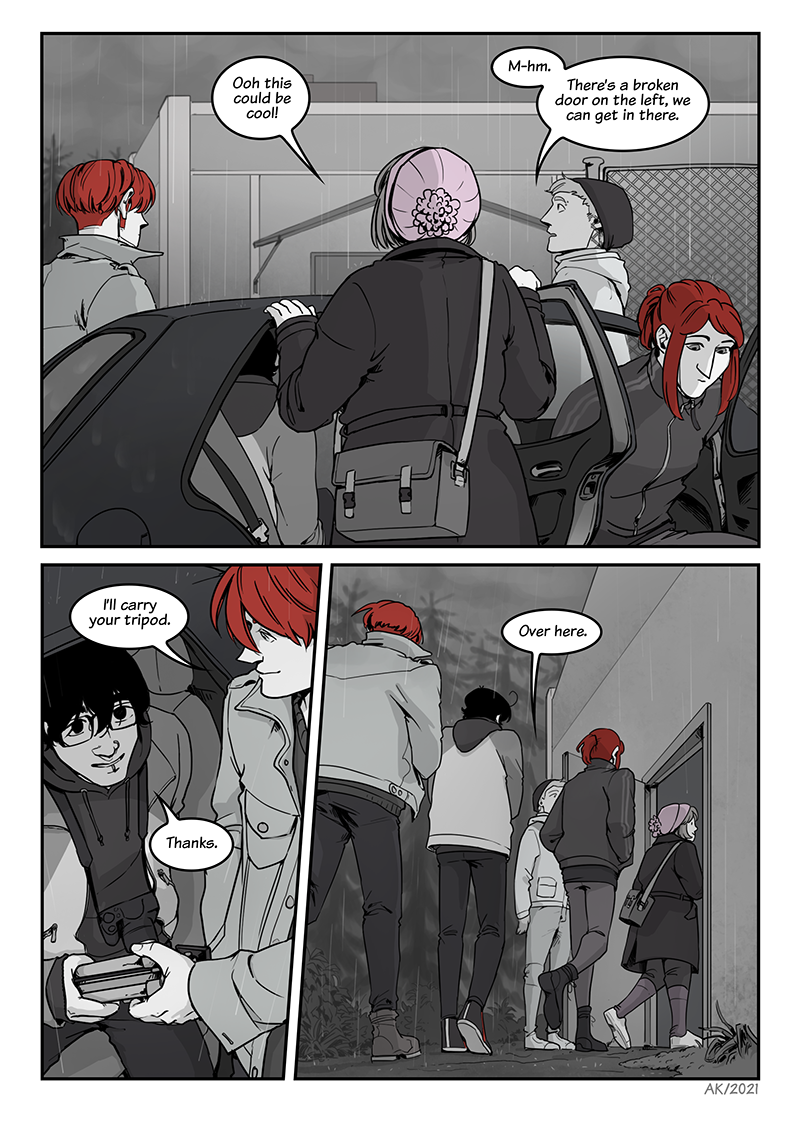 Ooh this
could be
cool!
M-hm.
There's a broken
door on the left, we
can get in there.
I'll carry
your tripod.
Thanks.
Over here.
AK/2021